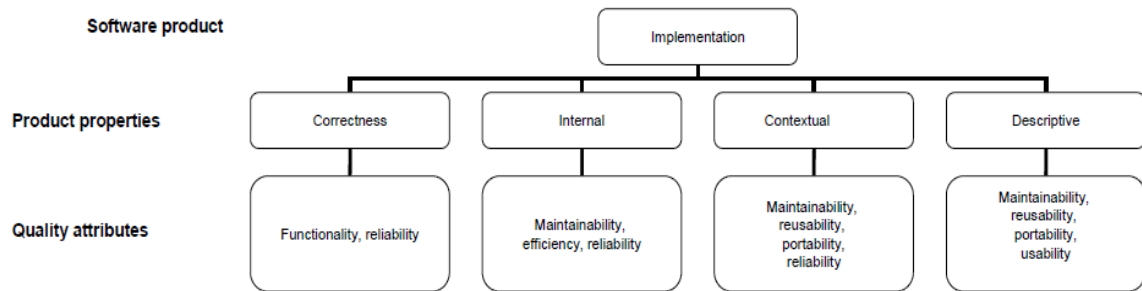 Software product
Implementation
Product properties
Correctness
Internal
Contextual
Descriptive
Quality attributes
Functionality, reliability
Maintainability,
efficiency, reliability
Maintainability,
reusability,
portability,
reliability
Maintainability,
reusability,
portability,
usability